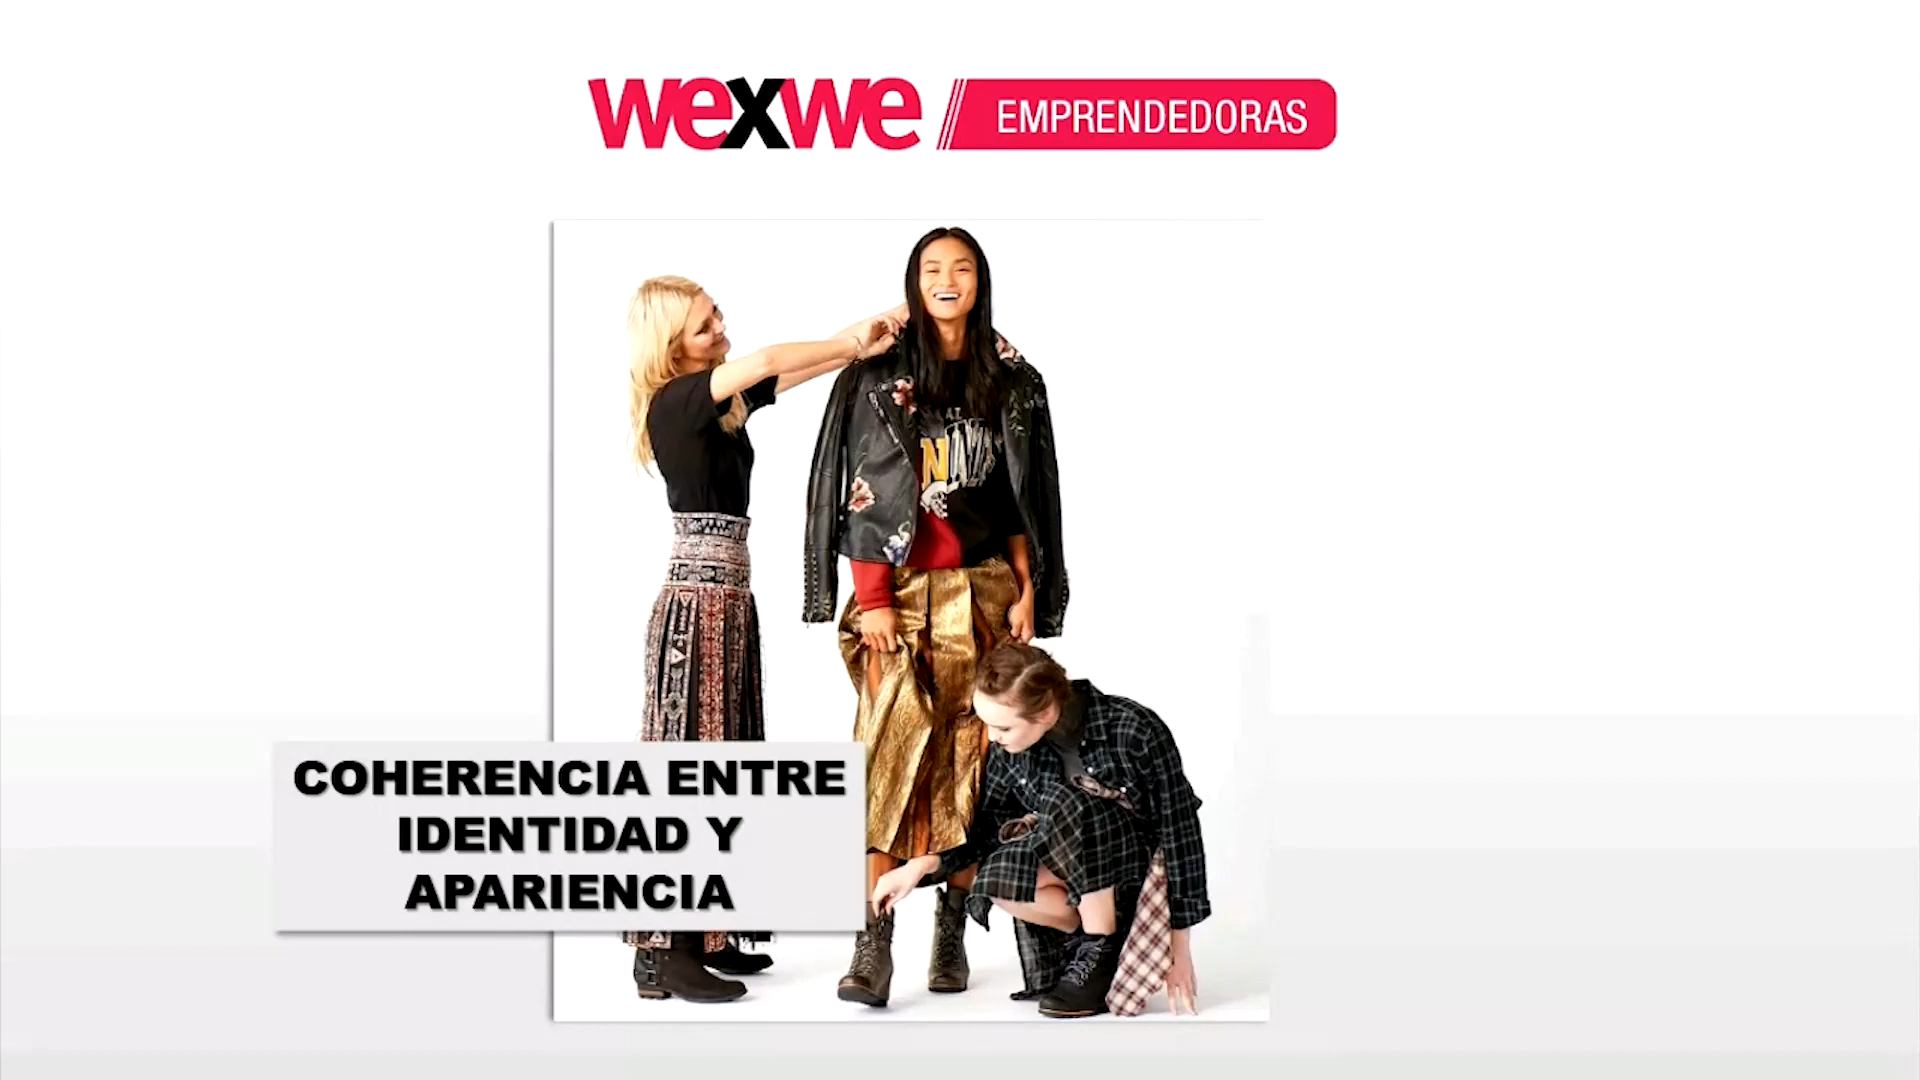 wexwe EMPRENDEDORAS
COHERENCIA ENTRE
IDENTIDAD Y
APARIENCIA